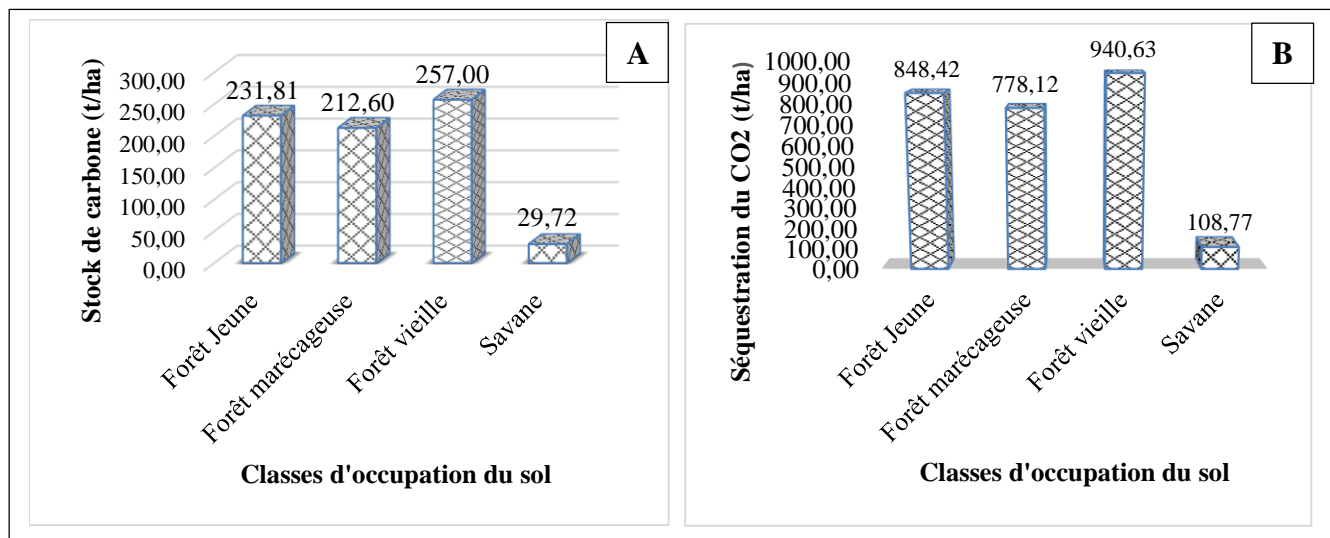 A
Stock de carbone (t/ha)
300,00
250,00
200,00
150,00
100,00
50,00
0,00
231,81
212,60
257,00
29,72
Forêt Jeune
Forêt marécageuse
Forêt vieille
Savane
Classes d'occupation du sol
B
Séquestration du CO2 (t/ha)
1000,00
900,00
800,00
700,00
600,00
500,00
400,00
300,00
200,00
100,00
0,00
848,42
778,12
940,63
108,77
Forêt Jeune
Forêt marécageuse
Forêt vieille
Savane
Classes d'occupation du sol